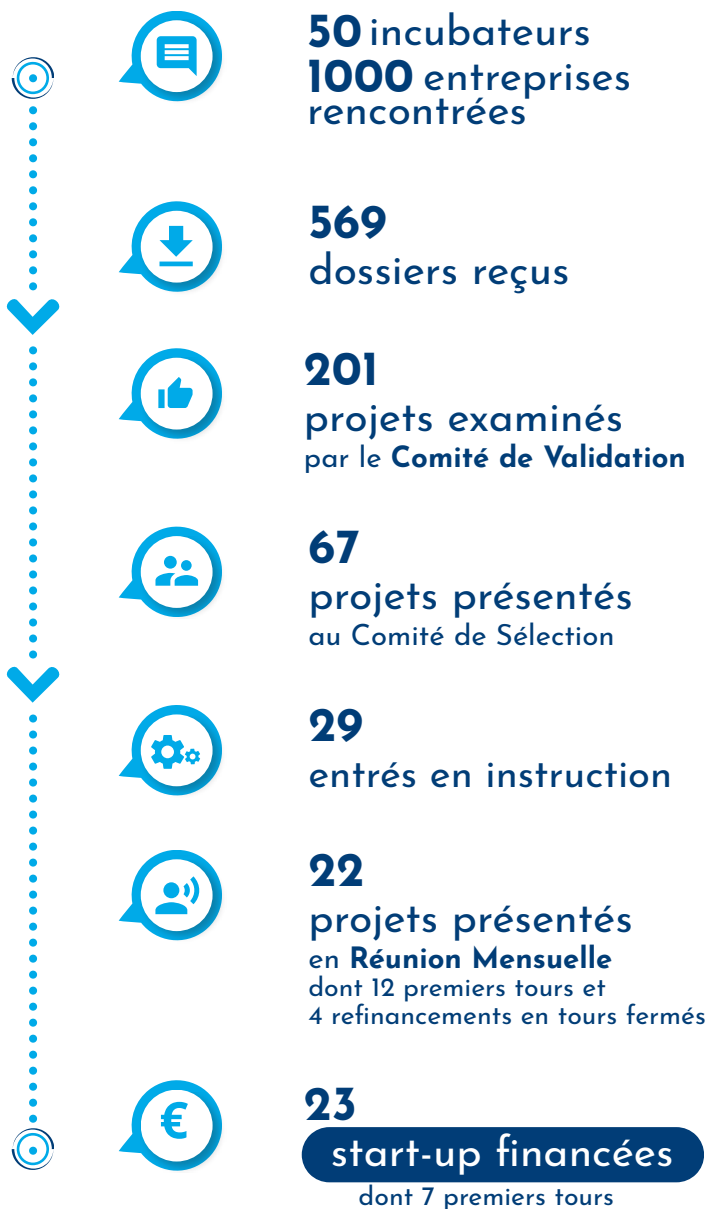 50 incubateurs
1000 entreprises
rencontrées
569
dossiers reçus
201
projets examinés
par le Comité de Validation
67
projets présentés
au Comité de Sélection
29
entrés en instruction
22
projets présentés
en Réunion Mensuelle
dont 12 premiers tours et
4 refinancements en tours fermés
€
23
start-up financées
dont 7 premiers tours